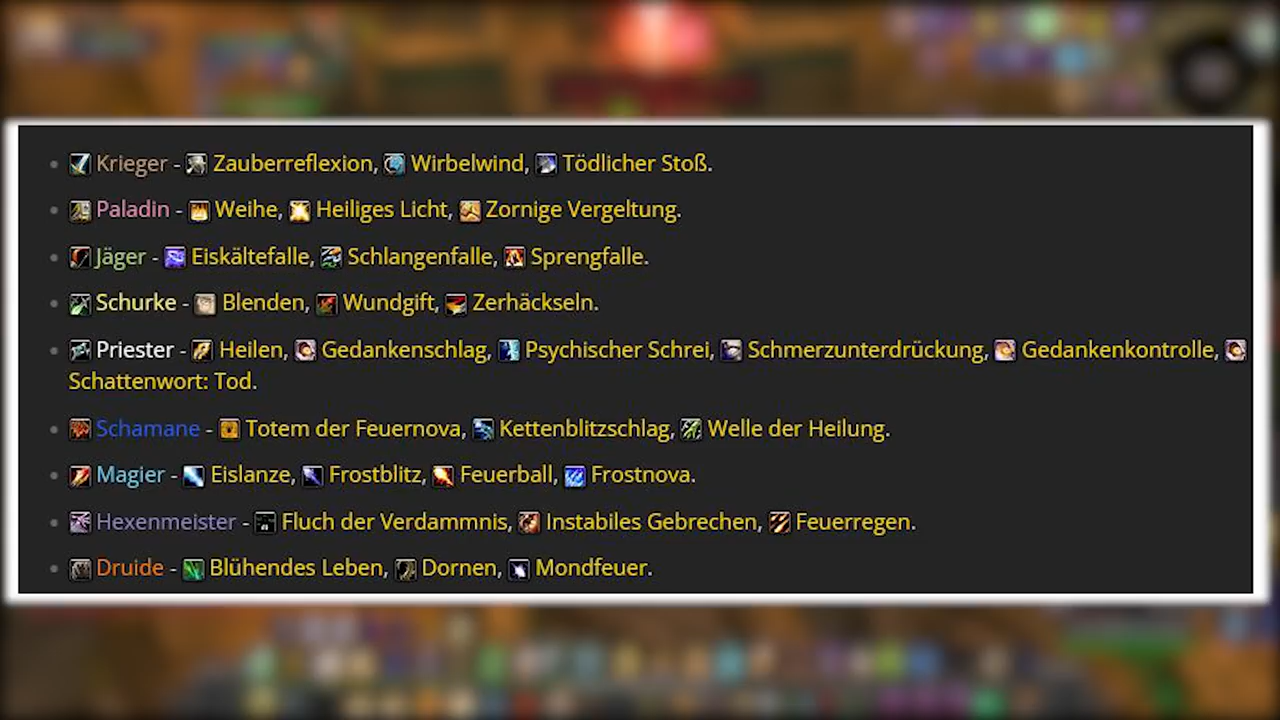 Krieger - Zauberreflexion, Wirbelwind, Tödlicher Stoß.
Paladin - Weihe, Heiliges Licht, Zornige Vergeltung.
Jäger - Eiskältefalle, Schlangenfalle, Sprengfalle.
Schurke - Blenden, Wundgift, Zerhäckseln.
Priester - Heilen, Gedankenschlag, Psychischer Schrei, Schmerzunterdrückung, Gedankenkontrolle,
Schattenwort: Tod.
Schamane - Totem der Feuernova, Kettenblitzschlag, Welle der Heilung.
Magier - Eislanze, Frostblitz, Feuerball, Frostnova.
Hexenmeister - Fluch der Verdammnis, Instabiles Gebrechen, Feuerregen.
Druide - Blühendes Leben, Dornen, Mondfeuer.